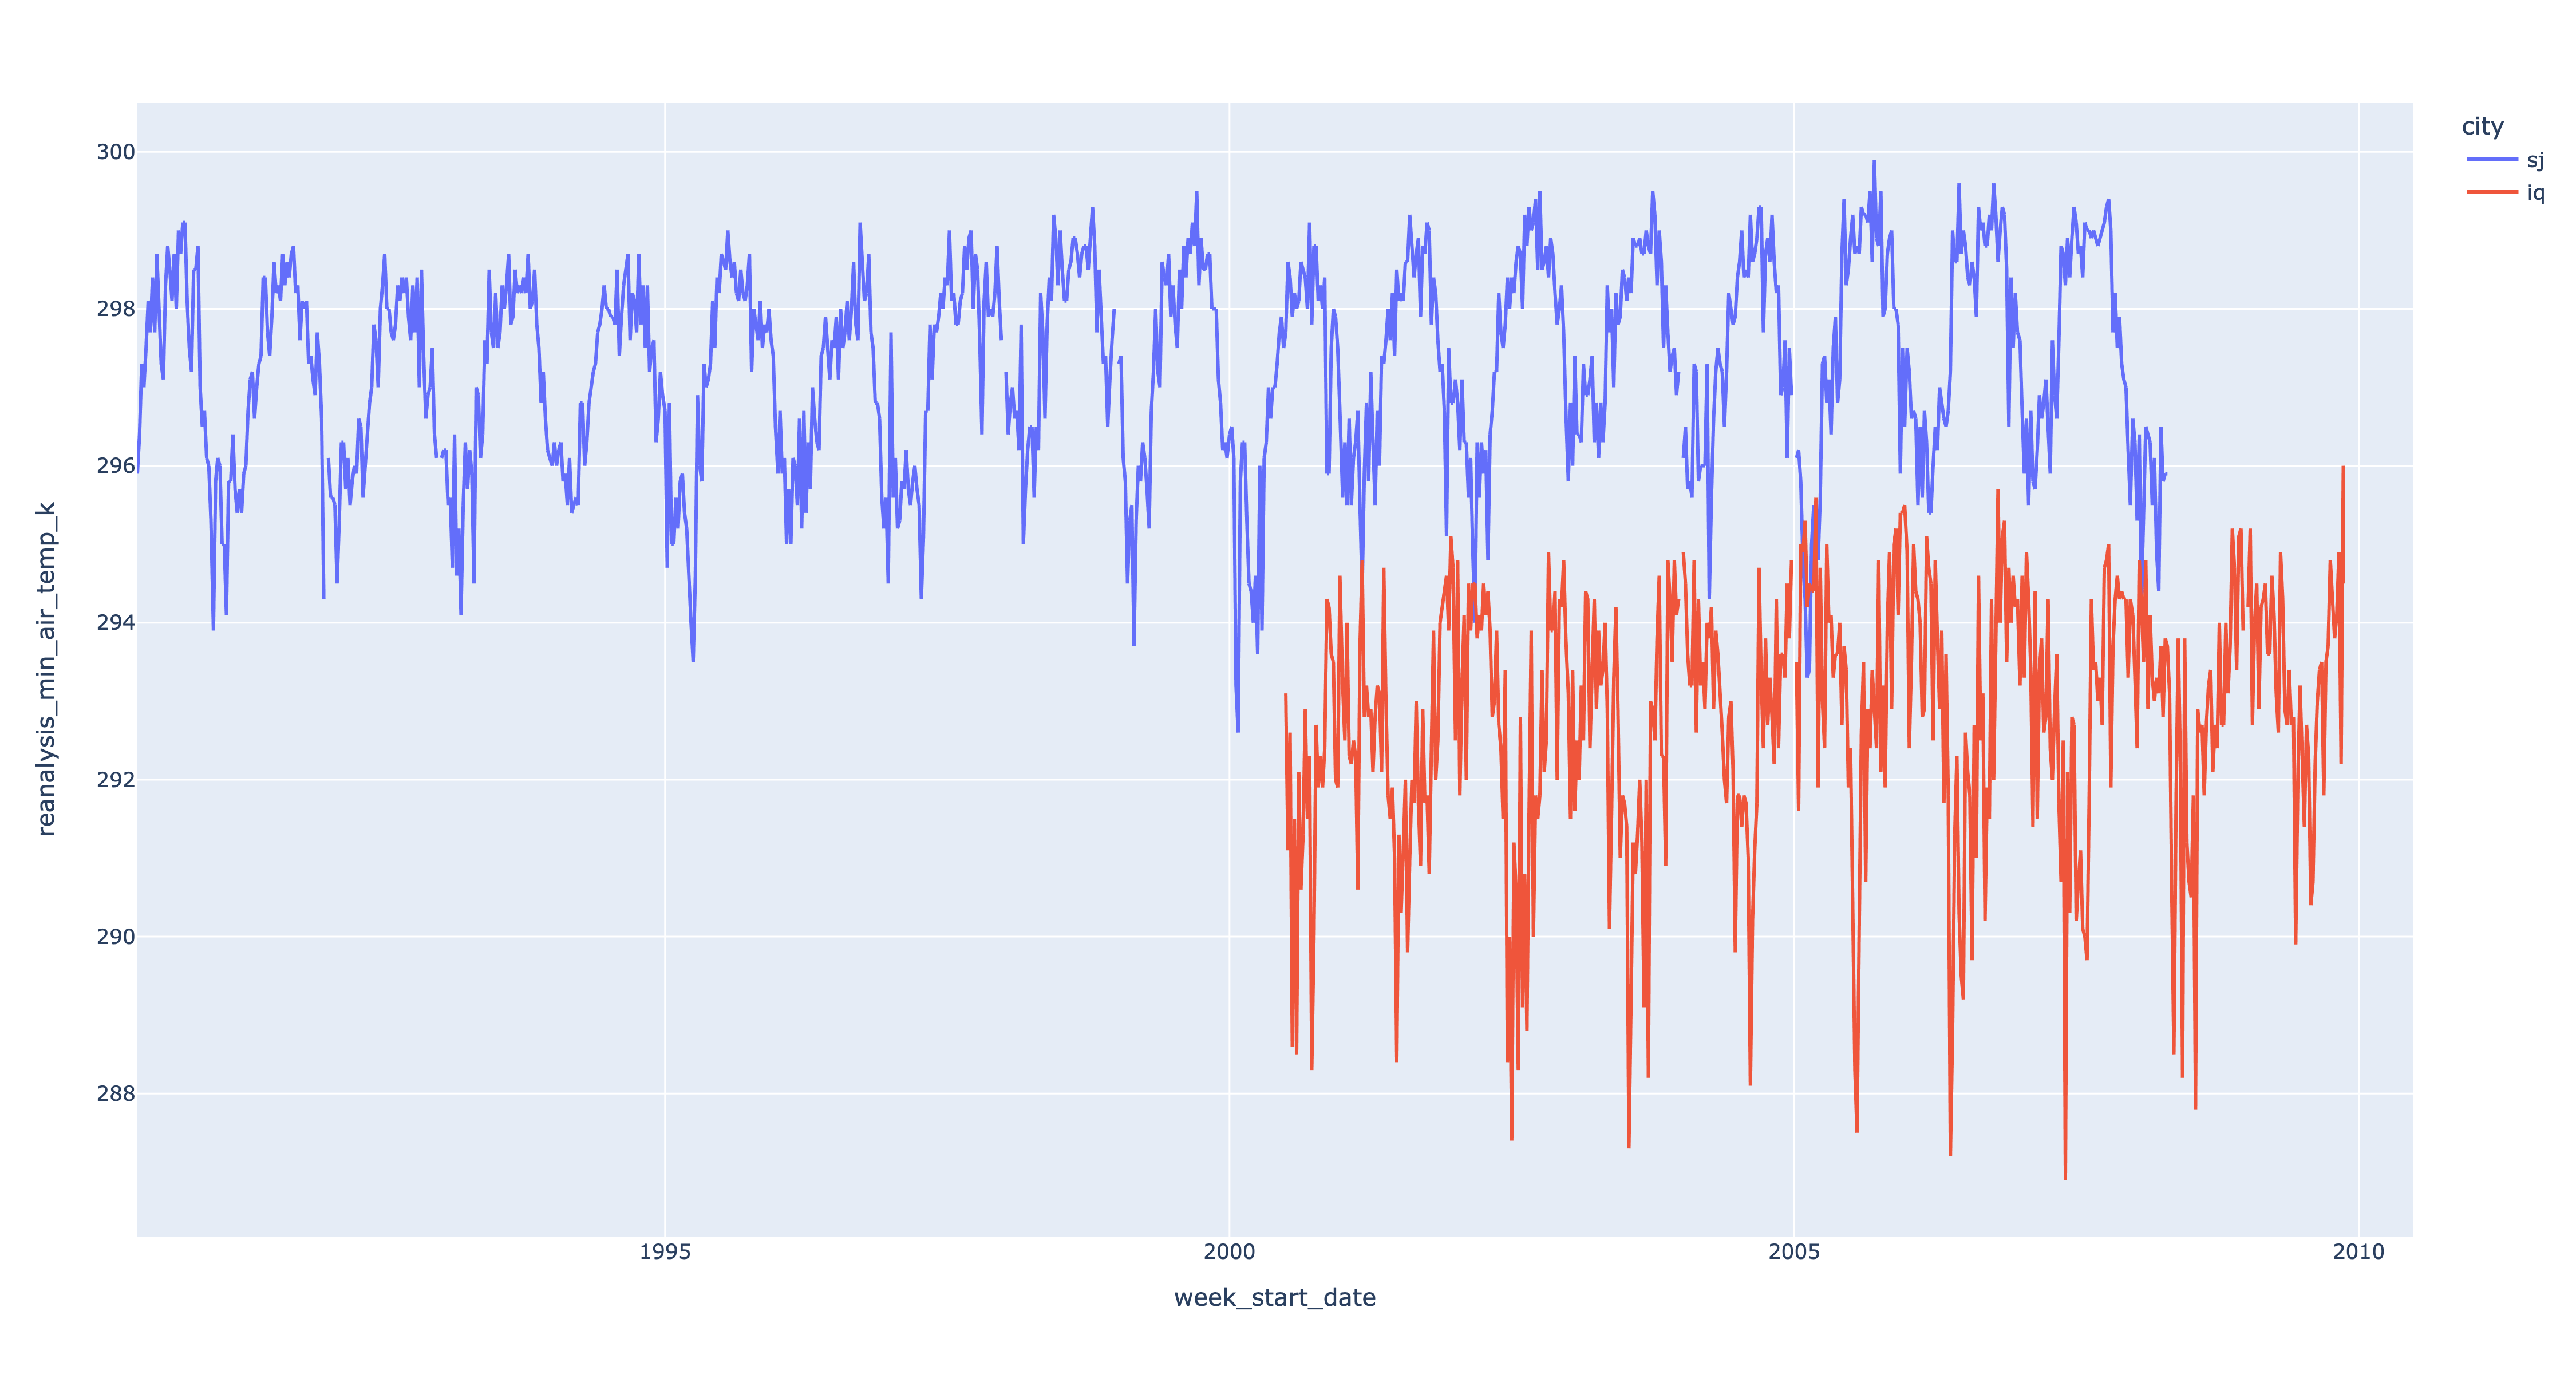 city
sj
iq
reanalysis_min_air_temp_k
300
298
296
294
292
290
288
1995
2000
2005
2010
week_start_date